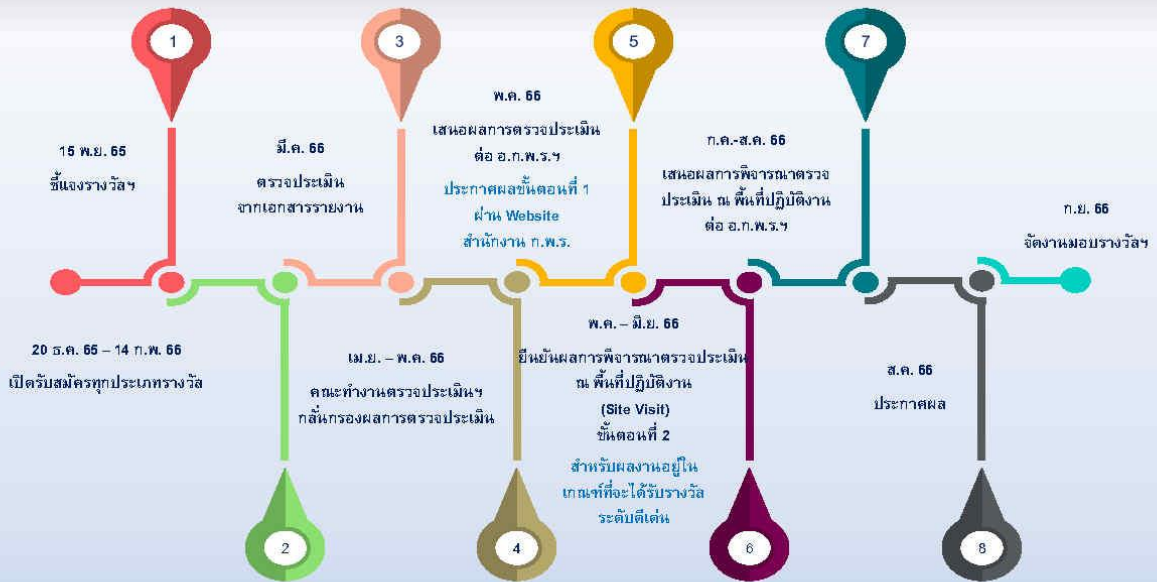 1
15 พ.ย. 65
ชี้แจงรางวัลฯ
2
20 ธ.ค. 65 – 14 ก.พ. 66
เปิดรับสมัครทุกประเภทรางวัล
3
มี.ค. 66
ตรวจประเมิน
จากเอกสารรายงาน
4
เม.ย. – พ.ค. 66
คณะทำงานตรวจประเมินฯ
กลั่นกรองผลการตรวจประเมิน
5
พ.ค. 66
เสนอผลการตรวจประเมิน
ต่อ อ.ก.พ.ร.ฯ
ประกาศผลขั้นตอนที่ 1
ผ่าน Website
สำนักงาน ก.พ.ร.
6
พ.ค. – มิ.ย. 66
ยืนยันผลการพิจารณาตรวจประเมิน
ณ พื้นที่ปฏิบัติงาน
(Site Visit)
ขั้นตอนที่ 2
สำหรับผลงานอยู่ใน
เกณฑ์ที่จะได้รับรางวัล
ระดับดีเด่น
7
ก.ค.-ส.ค. 66
เสนอผลการพิจารณาตรวจ
ประเมิน ณ พื้นที่ปฏิบัติงาน
ต่อ อ.ก.พ.ร.ฯ
8
ส.ค. 66
ประกาศผล
ก.ย. 66
จัดงานมอบรางวัลฯ